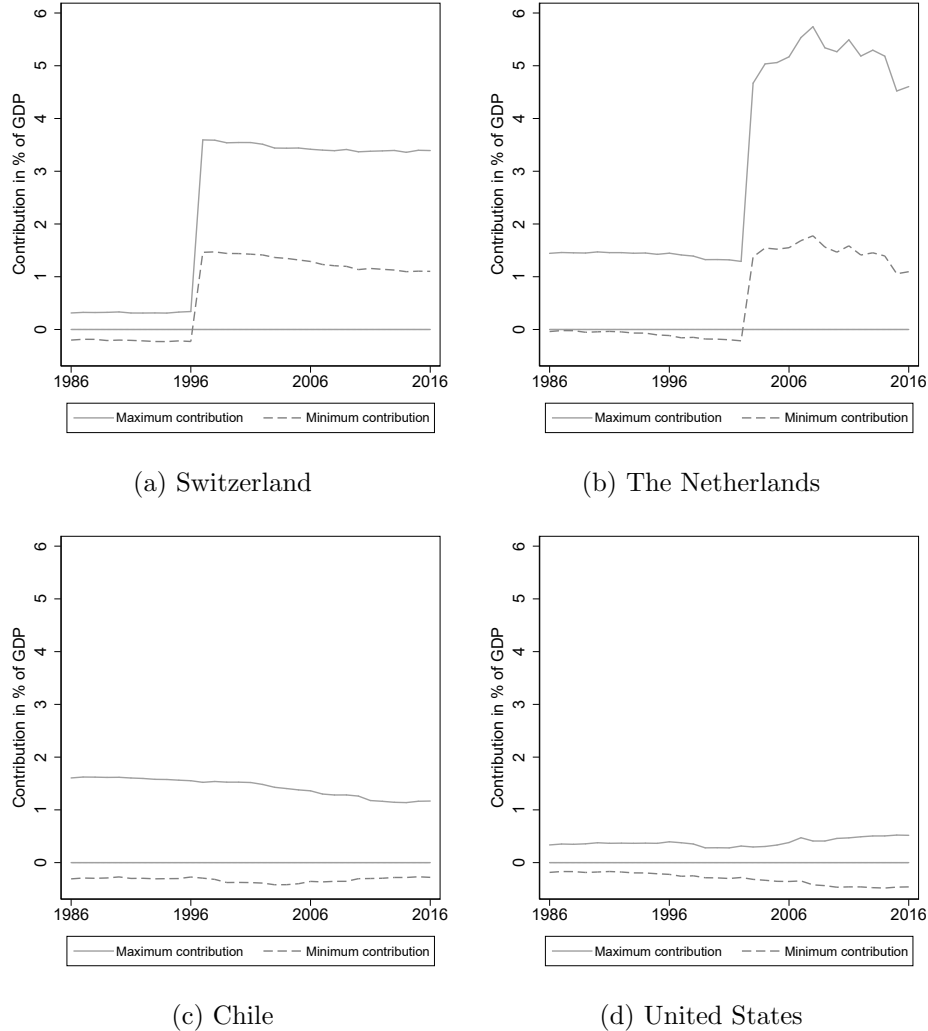 Contribution in % of GDP
6
5
4
3
2
1
0
1986 1996 2006 2016
Maximum contribution Minimum contribution
(a) Switzerland
Contribution in % of GDP
6
5
4
3
2
1
0
1986 1996 2006 2016
Maximum contribution Minimum contribution
(b) The Netherlands
Contribution in % of GDP
6
5
4
3
2
1
0
1986 1996 2006 2016
Maximum contribution Minimum contribution
(c) Chile
Contribution in % of GDP
6
5
4
3
2
1
0
1986 1996 2006 2016
Maximum contribution Minimum contribution
(d) United States